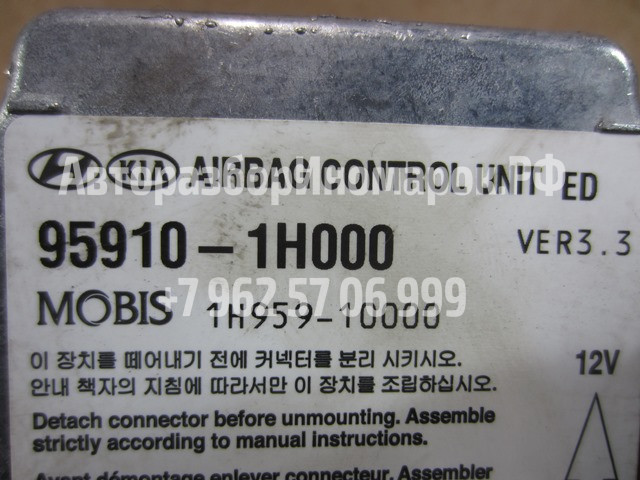 KIA AIRBAG CONTROL UNIT ED
АвторазборИномарок.РФ
95910-1H000 VER3.3
+7 962 57 06 999
MOBIS 1H959-10000
이 장치를 떼어내기 전에 커넥터를 분리 시키시오.
안내 책자의 지침에 따라서만 이 장치를 조립하십시오.
12V
Detach connector before unmounting. Assemble
strictly according to manual instructions.
Avant démontage enlever connecteur. Assembler